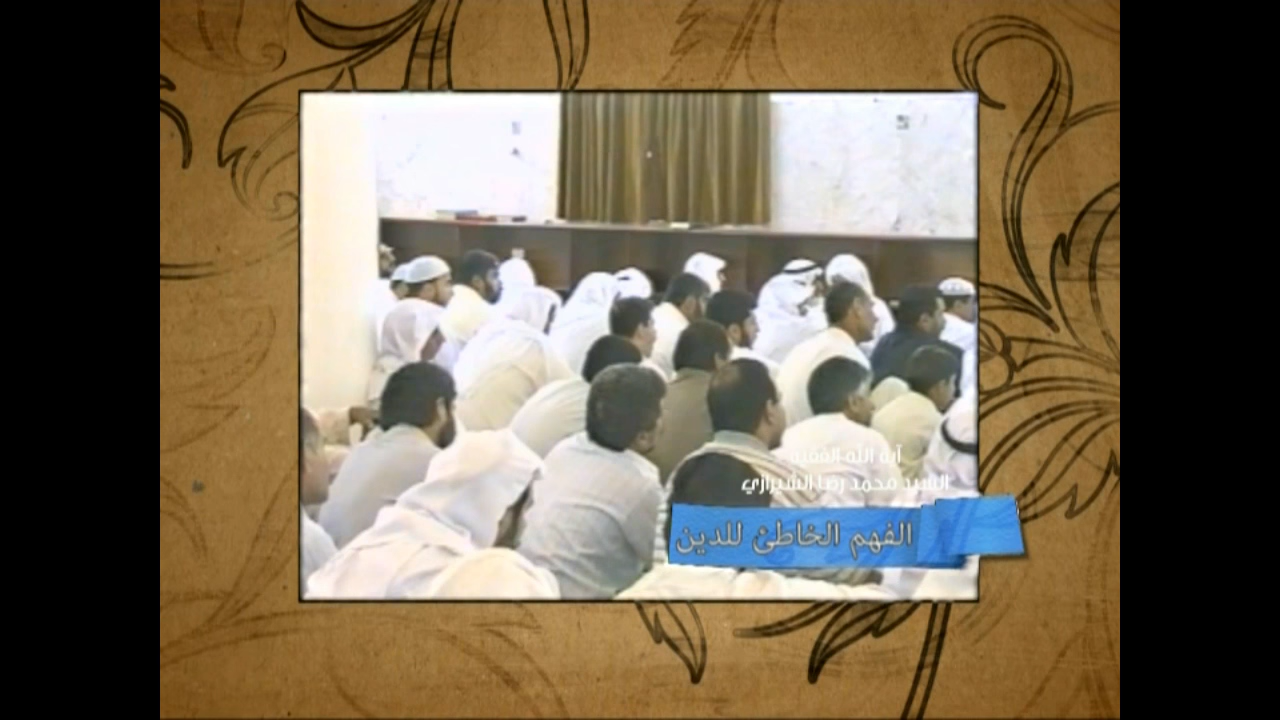 آية الله الفقيه
السيد محمد رضا الشيرازي
الفهم الخاطئ للدين